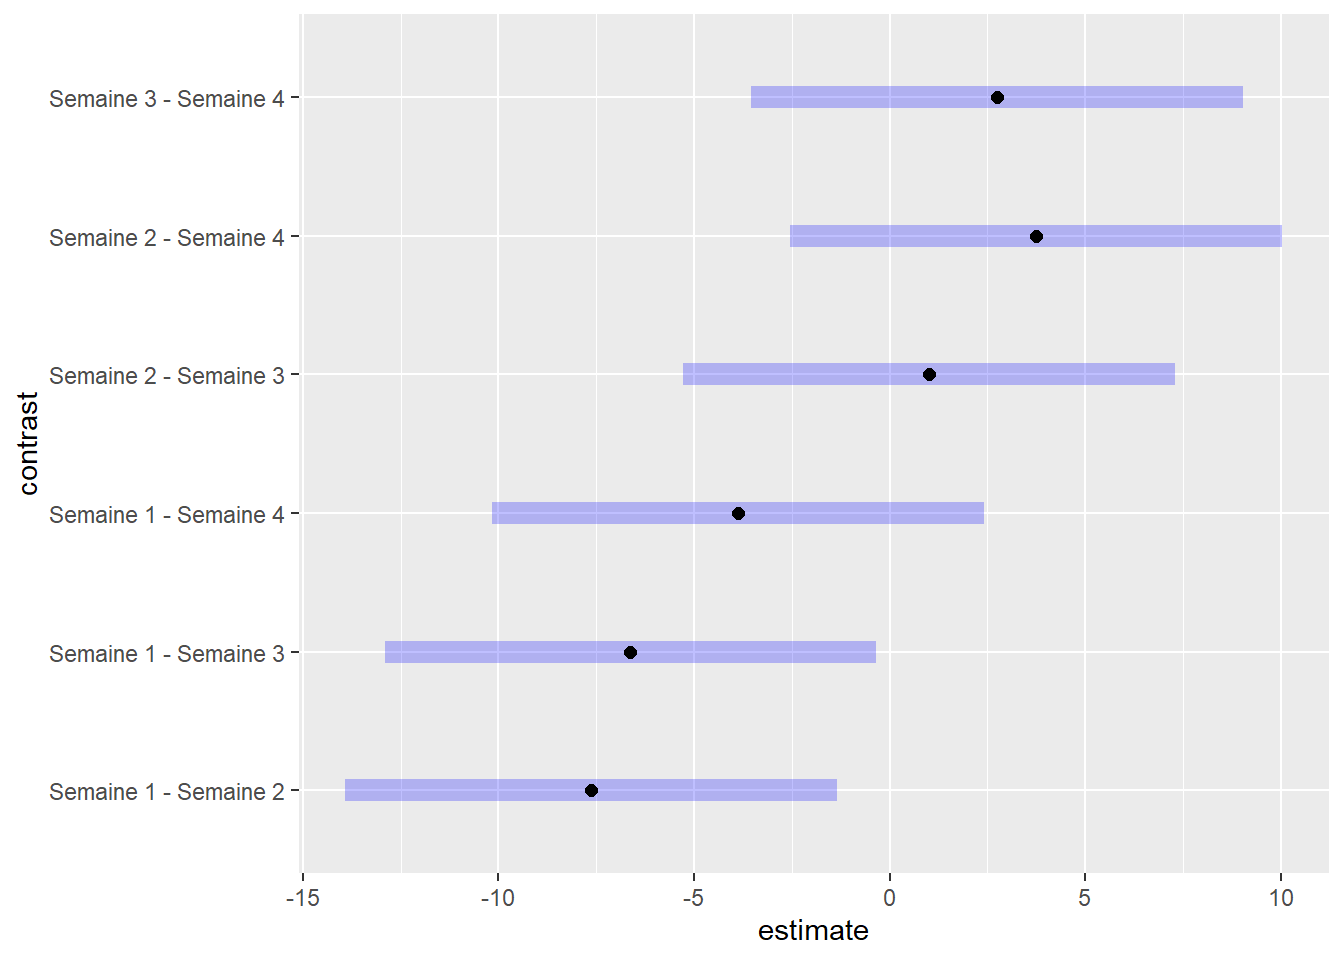 Semaine 3 - Semaine 4
Semaine 2 - Semaine 4
Semaine 2 - Semaine 3
Semaine 1 - Semaine 4
Semaine 1 - Semaine 3
Semaine 1 - Semaine 2
contrast
-15 -10 -5 0 5 10
estimate